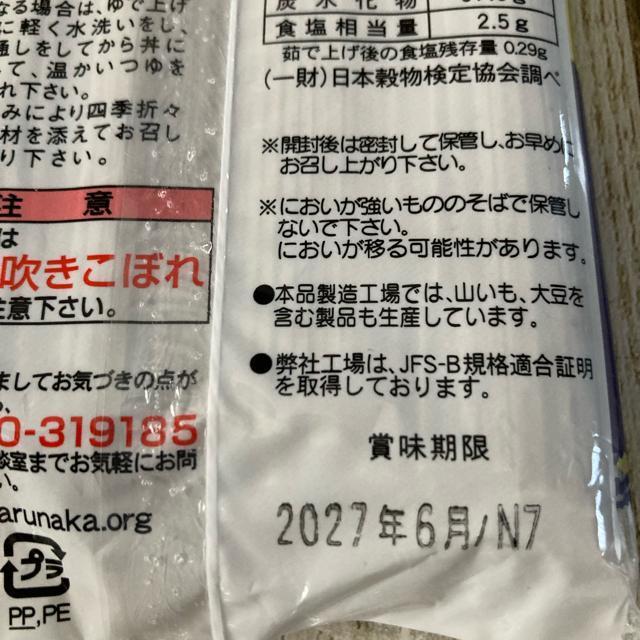 なる場合は、ゆで上げ
に軽く水洗いをし、
通しをしてから丼に
て、温かいつゆを
れ下さい。
みにより四季折々
材を添えてお召し
り下さい。
注意
は
吹きこぼれ
注意下さい。
ましてお気づきの点が
0-319185
談室までお気軽にお問
い。
arunaka.org
プラ
PP,PE
炭水化物
食塩相当量 2.5g
茹で上げ後の食塩残存量 0.29g
(一財)日本穀物検定協会調べ
※開封後は密封して保管し、お早めに
お召し上がり下さい。
※においが強いもののそばで保管し
ないで下さい。
においが移る可能性があります。
●本品製造工場では、山いも、大豆を
含む製品も生産しています。
●弊社工場は、JFS-B規格適合証明
を取得しております。
賞味期限
2027年6月/N7